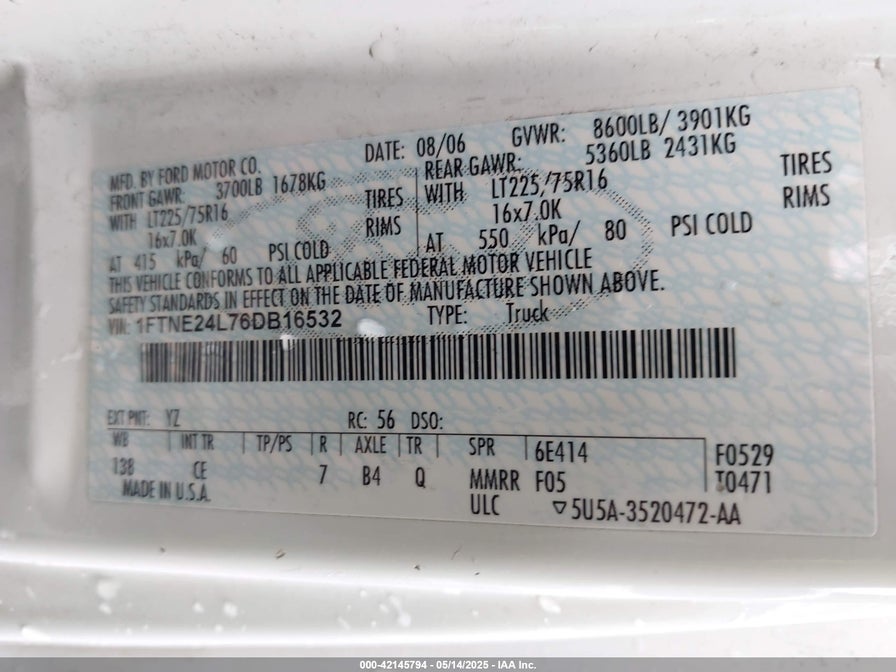 MFD. BY FORD MOTOR CO.
DATE: 08/06 GVWR: 8600LB/ 3901KG
FRONT GAWR: 3700LB 1678KG
REAR GAWR: 5360LB 2431KG
WITH LT225/75R16 TIRES
WITH LT225/75R16 TIRES
16x7.0K RIMS
16x7.0K RIMS
AT 415 kPa/ 60 PSI COLD
AT 550 kPa/ 80 PSI COLD
THIS VEHICLE CONFORMS TO ALL APPLICABLE FEDERAL MOTOR VEHICLE
SAFETY STANDARDS IN EFFECT ON THE DATE OF MANUFACTURE SHOWN ABOVE.
VIN: 1FTNE24L76DB16532 TYPE: Truck
EXT PNT: YZ RC: 56 DSO:
WB INT TR TP/PS R AXLE TR SPR 6E414 F0529
138 CE 7 B4 Q MMRR F05 T0471
MADE IN U.S.A. ULC ▽5U5A-3520472-AA
000-42145794 - 05/14/2025 - IAA Inc.